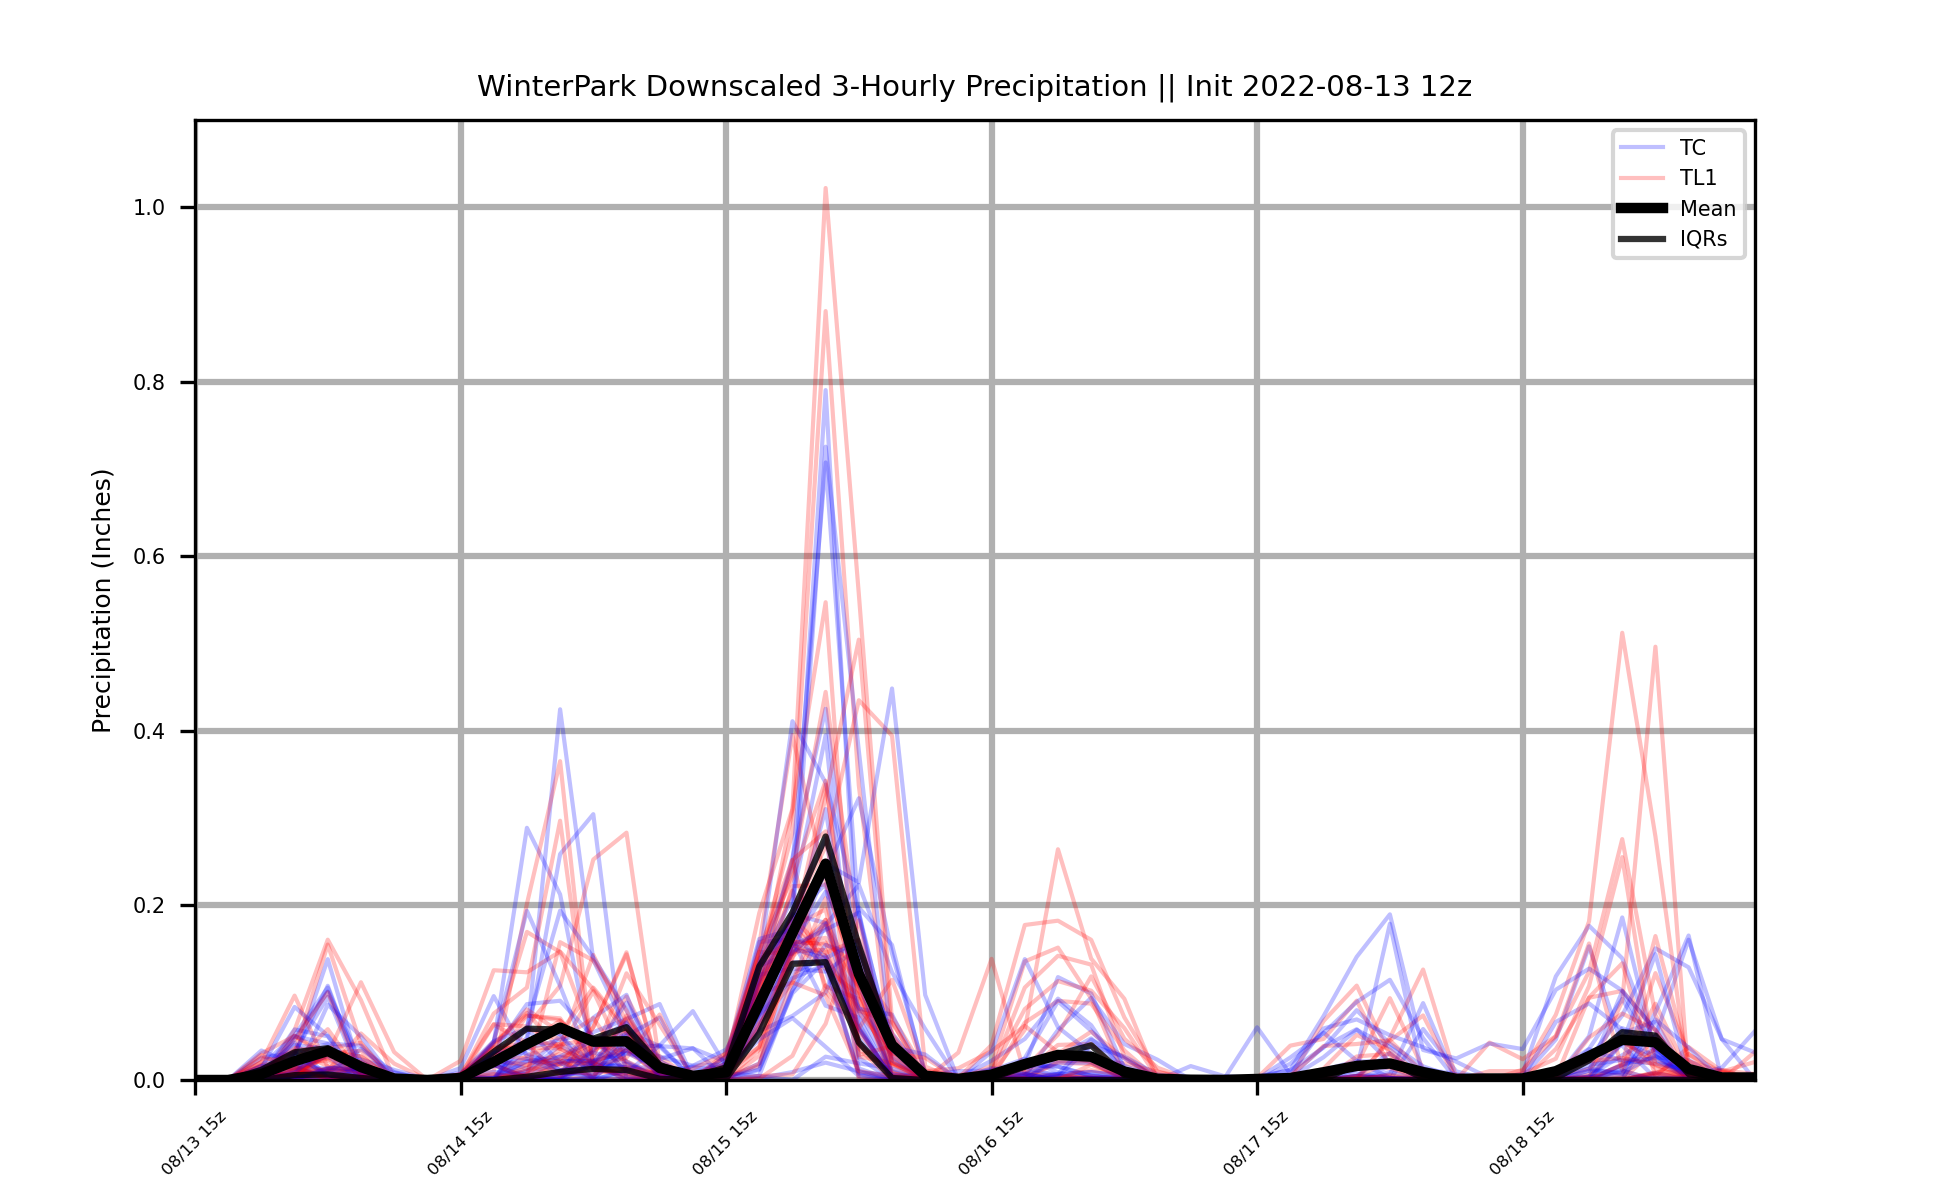 WinterPark Downscaled 3-Hourly Precipitation || Init 2022-08-13 12z
TC
TL1
Mean
IQRs
Precipitation (Inches)
1.0
0.8
0.6
0.4
0.2
0.0
08/13 15z
08/14 15z
08/15 15z
08/16 15z
08/17 15z
08/18 15z